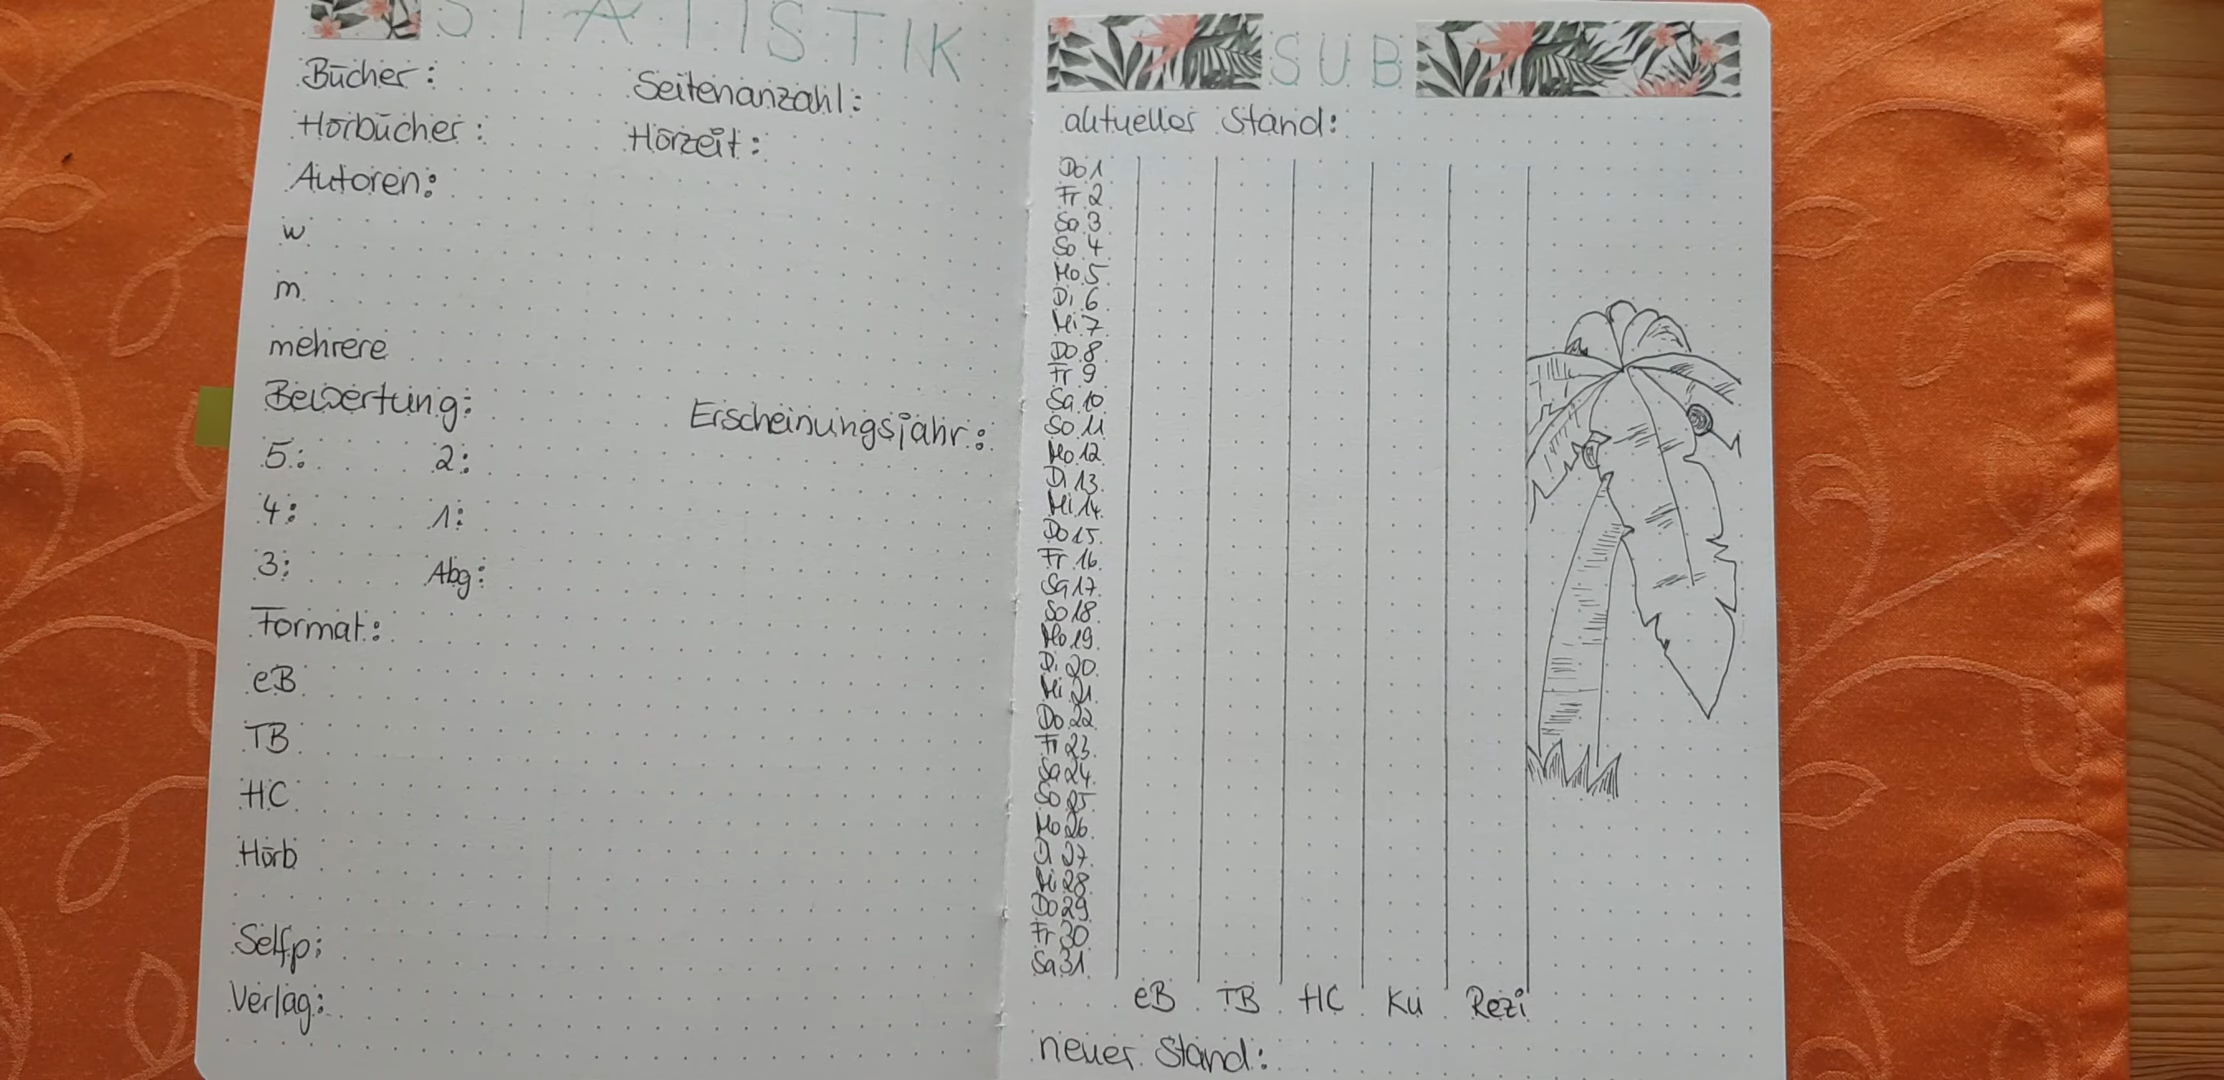 STATISTIK
Bücher:
Seitenanzahl:
Hörbücher:
Hörzeit:
Autoren:
w
m
mehrere
Bewertung:
Erscheinungsjahr:
5: 2:
4: 1:
3: Abg:
Format:
eB
TB
HC
Hörb
Selfp:
Verlag:
SUB
aktueller Stand:
Do 1
Fr 2
Sa 3
So 4
Mo 5
Di 6
Mi 7
Do 8
Fr 9
Sa 10
So 11
Mo 12
Di 13
Mi 14
Do 15
Fr 16
Sa 17
So 18
Mo 19
Di 20
Mi 21
Do 22
Fr 23
Sa 24
So 25
Mo 26
Di 27
Mi 28
Do 29
Fr 30
Sa 31
eB TB HC Ku Rezi
neuer Stand: